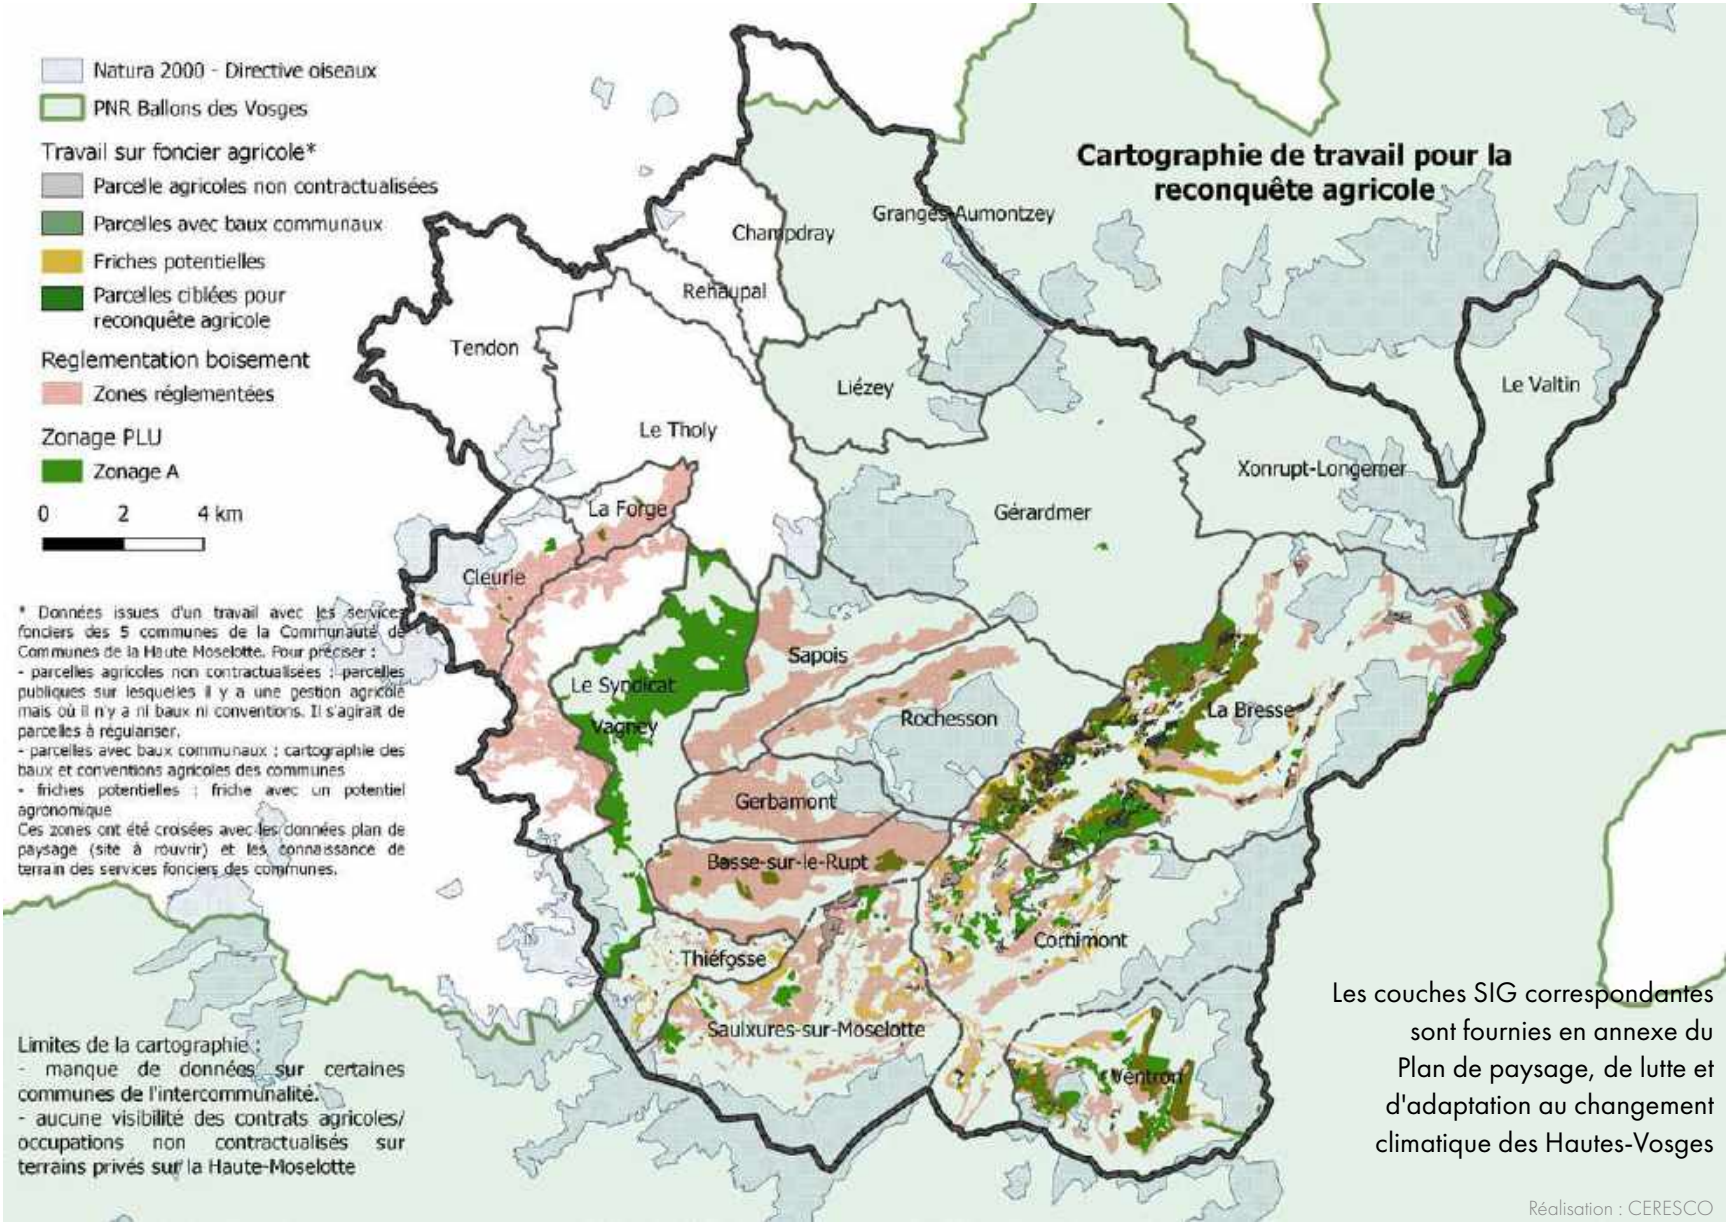 Natura 2000 - Directive oiseaux
PNR Ballons des Vosges
Travail sur foncier agricole*
Parcelle agricoles non contractualisées
Parcelles avec baux communaux
Friches potentielles
Parcelles ciblées pour
reconquête agricole
Reglementation boisement
Zones réglementées
Zonage PLU
Zonage A
0 2 4 km
* Données issues d'un travail avec les services
fonciers des 5 communes de la Communauté de
Communes de la Haute Moselotte. Pour préciser :
- parcelles agricoles non contractualisées : parcelles
publiques sur lesquelles il y a une gestion agricole
mais où il n'y a ni baux ni conventions. Il s'agirait de
parcelles à régulariser.
- parcelles avec baux communaux : cartographie des
baux et conventions agricoles des communes
- friches potentielles : friche avec un potentiel
agronomique
Ces zones ont été croisées avec les données plan de
paysage (site à rouvrir) et les connaissance de
terrain des services fonciers des communes.
Limites de la cartographie :
- manque de données sur certaines
communes de l'intercommunalité.
- aucune visibilité des contrats agricoles/
occupations non contractualisés sur
terrains privés sur la Haute-Moselotte
Cartographie de travail pour la
reconquête agricole
Granges-Aumontzey
Champdray
Rehaupal
Tendon
Liézey
Le Valtin
Le Tholy
Xonrupt-Longemer
La Forge
Gérardmer
Cleurie
Sapois
Le Syndicat
Rochesson
La Bresse
Vagney
Gerbamont
Basse-sur-le-Rupt
Cornimont
Thiéfosse
Saulxures-sur-Moselotte
Ventron
Les couches SIG correspondantes
sont fournies en annexe du
Plan de paysage, de lutte et
d'adaptation au changement
climatique des Hautes-Vosges
Réalisation : CERESCO